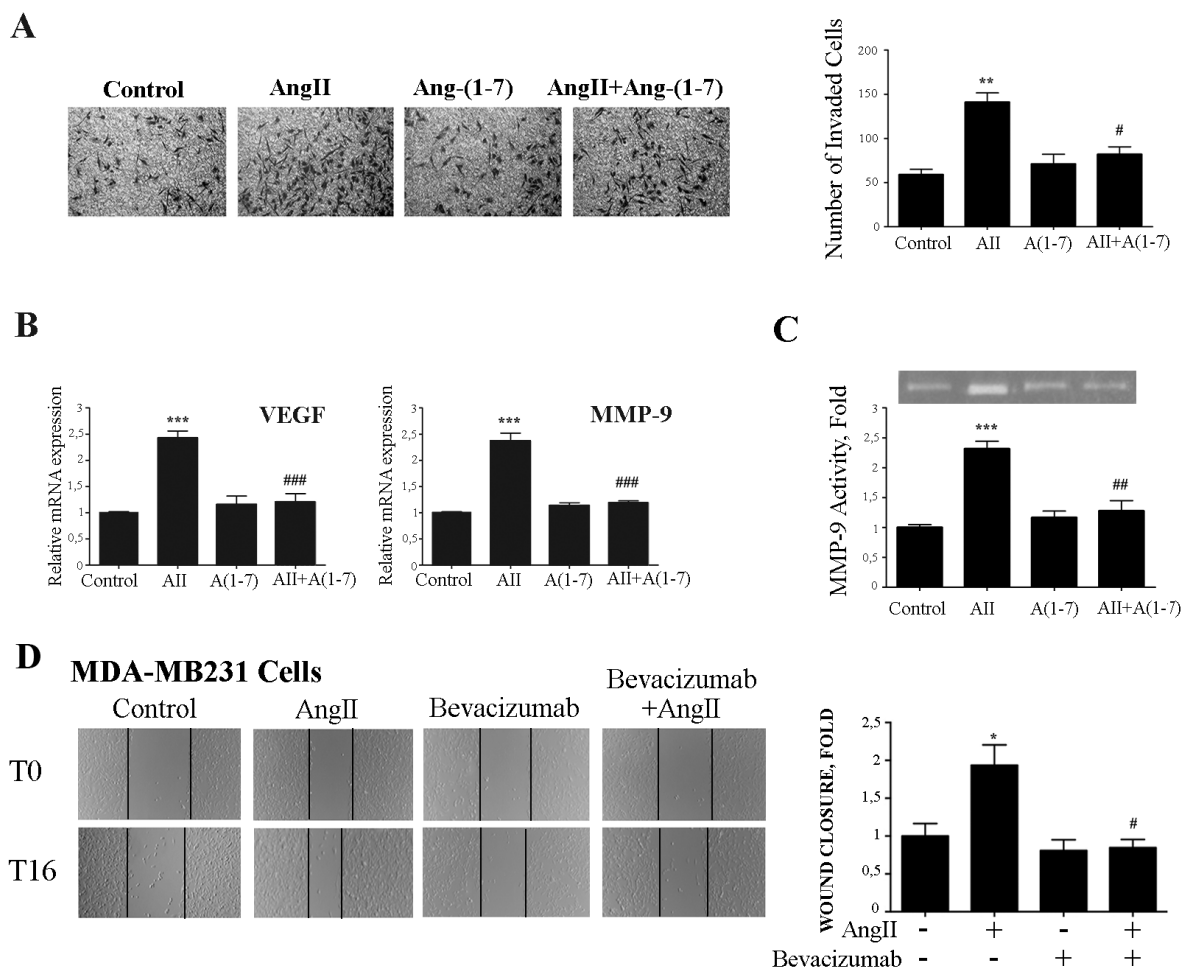 A
Control
AngII
Ang-(1-7)
AngII+Ang-(1-7)
Number of Invaded Cells
200
150
100
50
0
**
#
Control
AII
A(1-7)
AII+A(1-7)
B
Relative mRNA expression
3
2,5
2
1,5
1
0,5
0
***
###
VEGF
Control
AII
A(1-7)
AII+A(1-7)
Relative mRNA expression
3
2,5
2
1,5
1
0,5
0
***
###
MMP-9
Control
AII
A(1-7)
AII+A(1-7)
C
MMP-9 Activity, Fold
3
2,5
2
1,5
1
0,5
0
***
##
Control
AII
A(1-7)
AII+A(1-7)
D
MDA-MB231 Cells
Control
AngII
Bevacizumab
Bevacizumab
+AngII
T0
T16
WOUND CLOSURE, FOLD
2,5
2
1,5
1
0,5
0
*
#
AngII - + - +
Bevacizumab - - + +